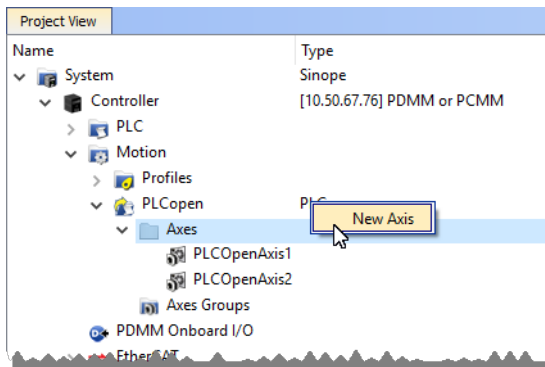 Project View
Name Type
System Sinope
Controller [10.50.67.76] PDMM or PCMM
PLC
Motion
Profiles
PLCopen
New Axis
Axes
PLCOpenAxis1
PLCOpenAxis2
Axes Groups
PDMM Onboard I/O
EtherCAT